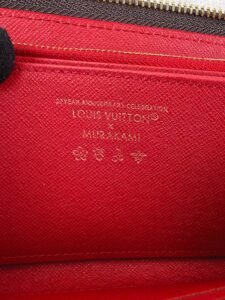 20 YEAR ANNIVERSARY CELEBRATION
LOUIS VUITTON®
×
MURAKAMI